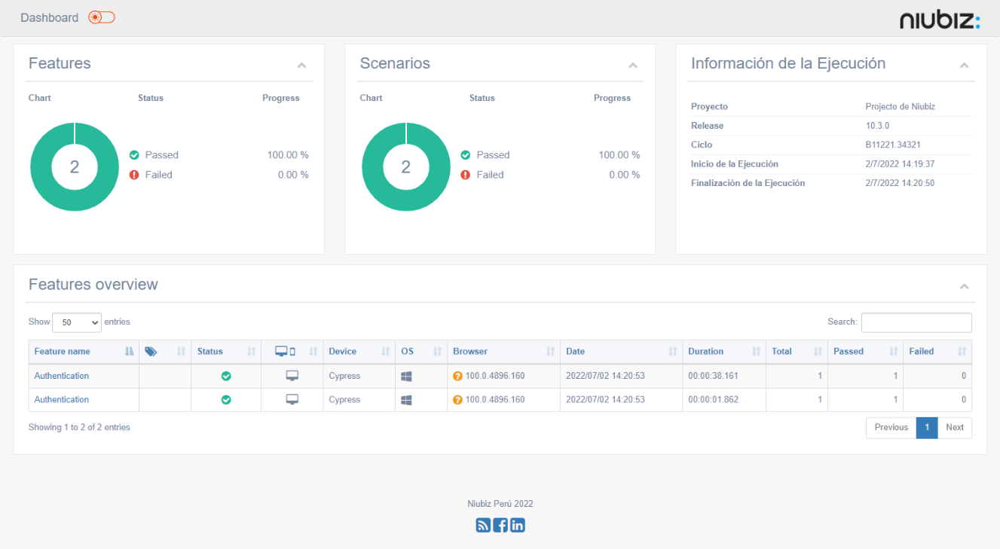 Dashboard
niubiz:
Features
Chart Status Progress
2
Passed 100.00 %
Failed 0.00 %
Scenarios
Chart Status Progress
2
Passed 100.00 %
Failed 0.00 %
Información de la Ejecución
Proyecto Projecto de Niubiz
Release 10.3.0
Ciclo B11221.34321
Inicio de la Ejecución 2/7/2022 14:19:37
Finalización de la Ejecución 2/7/2022 14:20:50
Features overview
Show 50 entries Search:
Feature name Status Device OS Browser Date Duration Total Passed Failed
Authentication Cypress 100.0.4896.160 2022/07/02 14:20:53 00:00:38.161 1 1 0
Authentication Cypress 100.0.4896.160 2022/07/02 14:20:53 00:00:01.862 1 1 0
Showing 1 to 2 of 2 entries Previous 1 Next
Niubiz Perú 2022